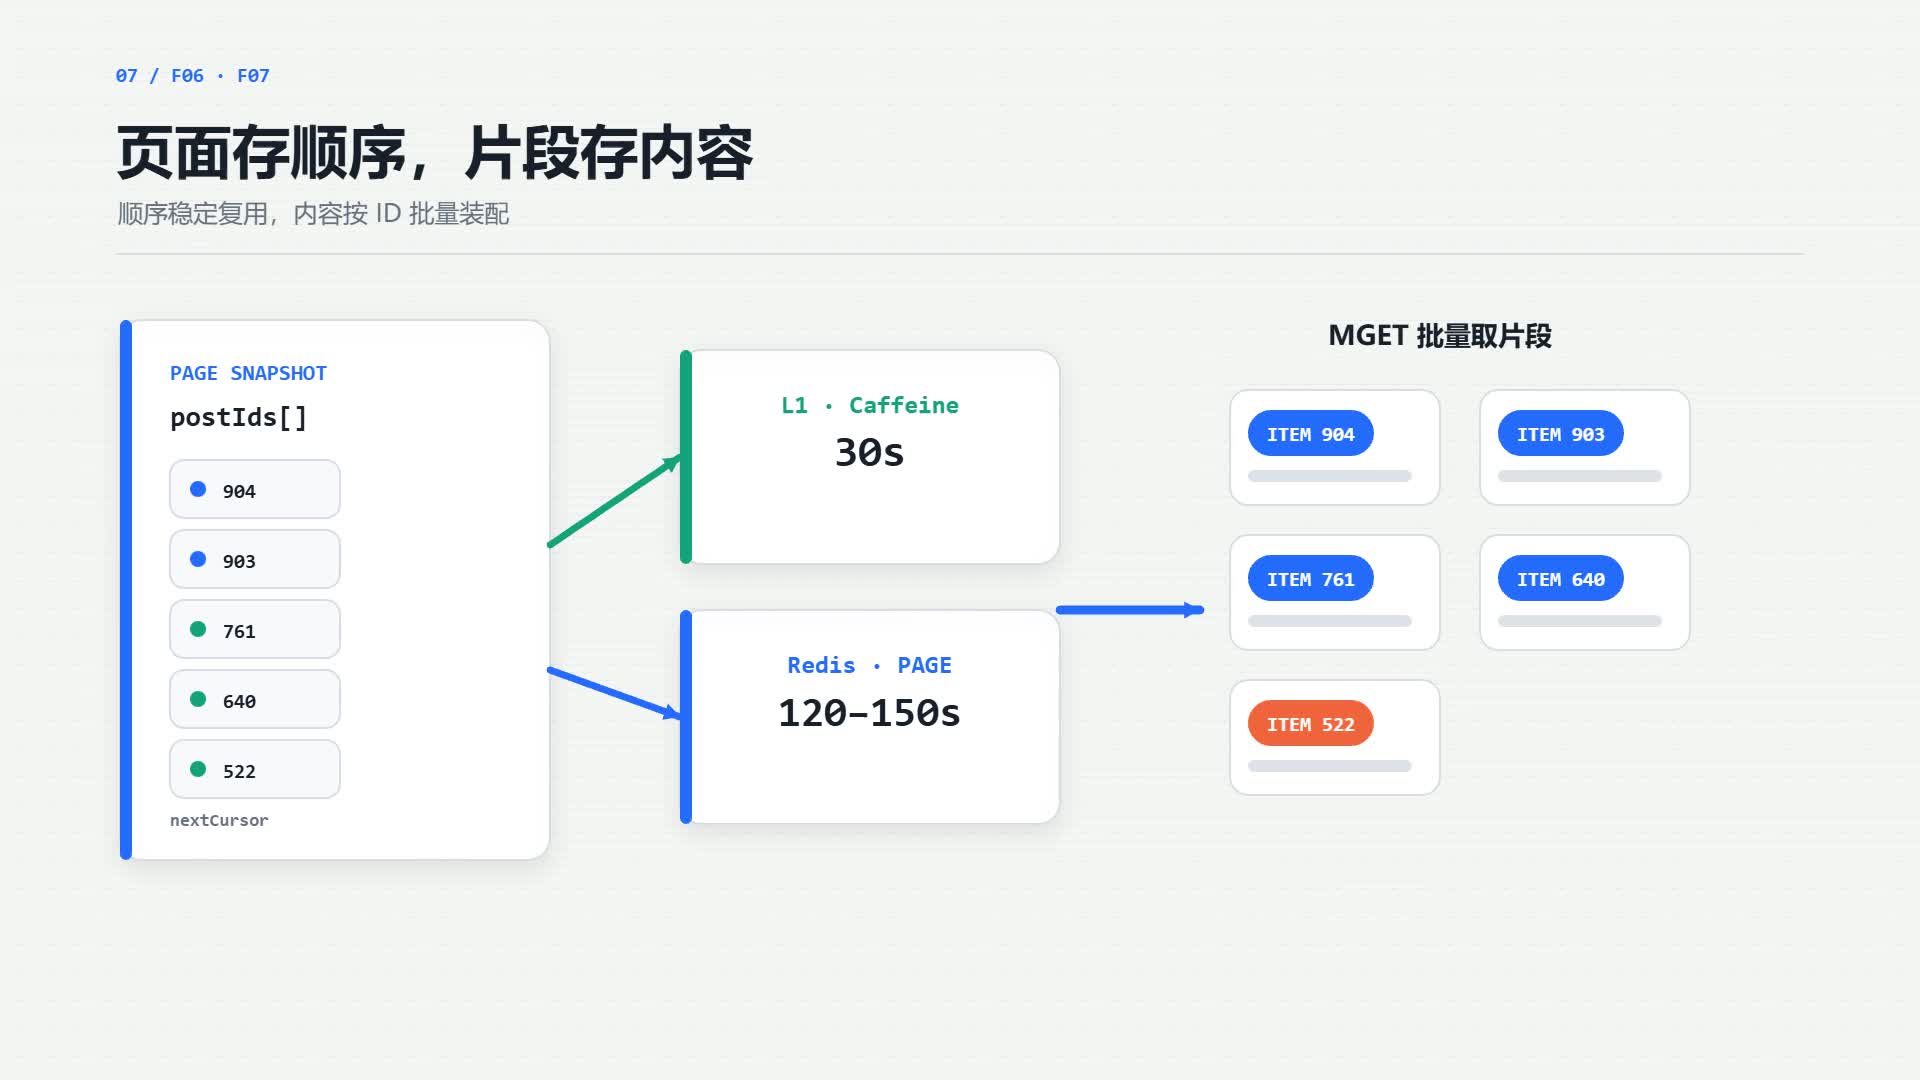 07 / F06 · F07
页面存顺序，片段存内容
顺序稳定复用，内容按 ID 批量装配
PAGE SNAPSHOT
postIds[]
904
903
761
640
522
nextCursor
L1 · Caffeine
30s
Redis · PAGE
120–150s
MGET 批量取片段
ITEM 904
ITEM 903
ITEM 761
ITEM 640
ITEM 522